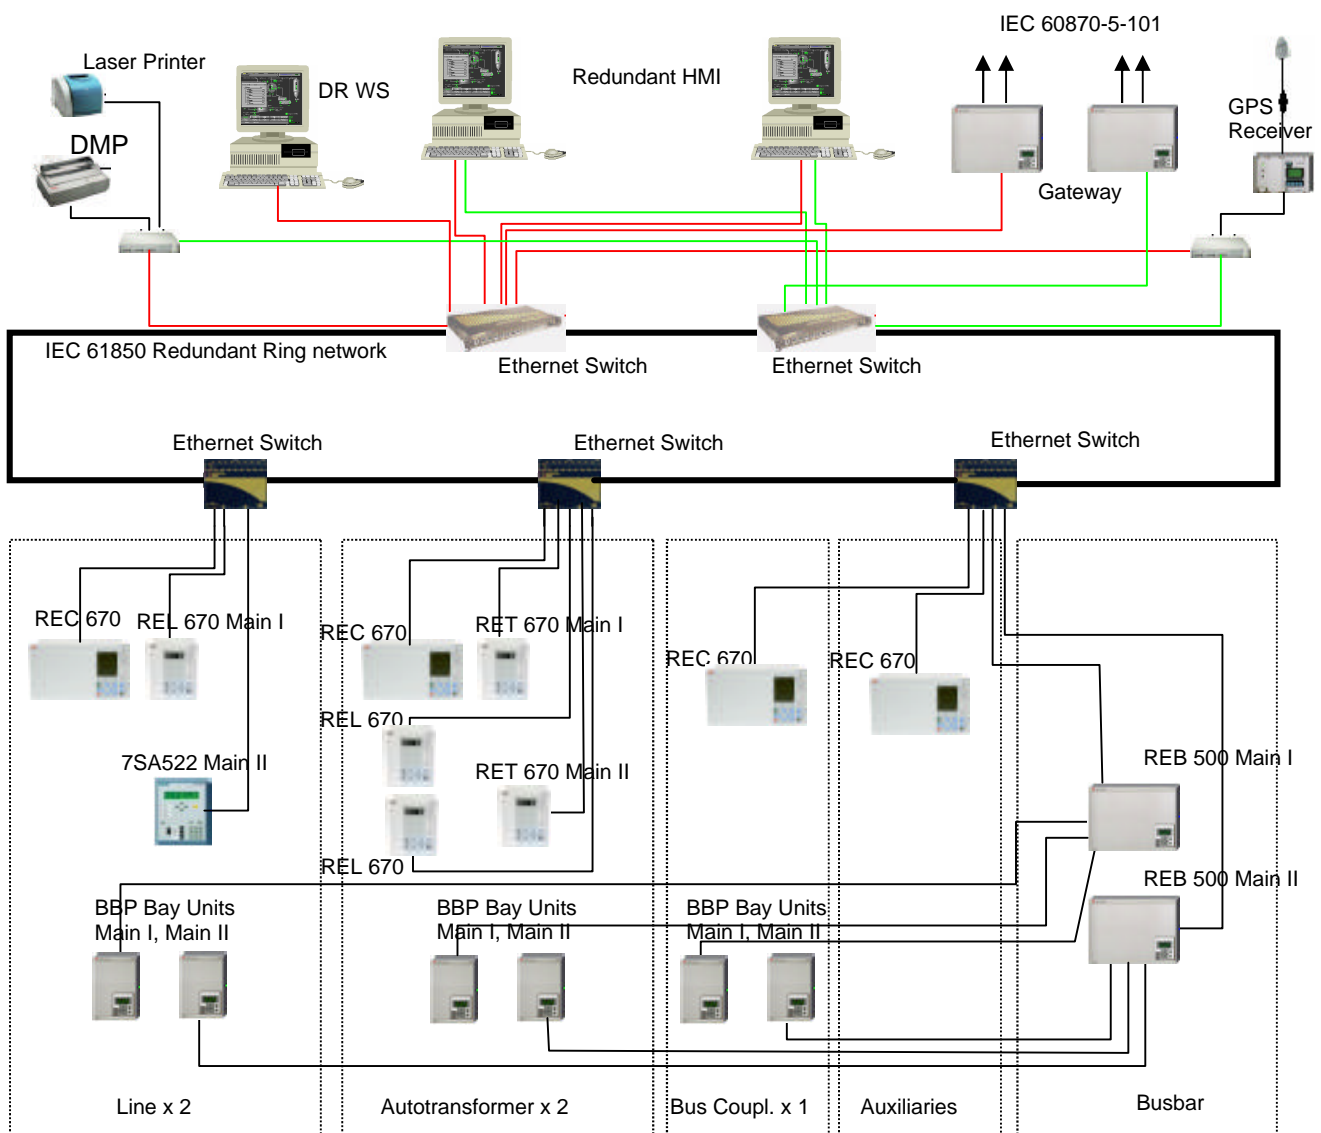 IEC 60870-5-101
Laser Printer
DR WS
Redundant HMI
GPS
Receiver
DMP
Gateway
IEC 61850 Redundant Ring network
Ethernet Switch
Ethernet Switch
Ethernet Switch
Ethernet Switch
Ethernet Switch
REC 670
REL 670 Main I
REC 670
RET 670 Main I
REC 670
REC 670
REL 670
7SA522 Main II
RET 670 Main II
REB 500 Main I
REL 670
REB 500 Main II
BBP Bay Units
Main I, Main II
BBP Bay Units
Main I, Main II
BBP Bay Units
Main I, Main II
Line x 2
Autotransformer x 2
Bus Coupl. x 1
Auxiliaries
Busbar